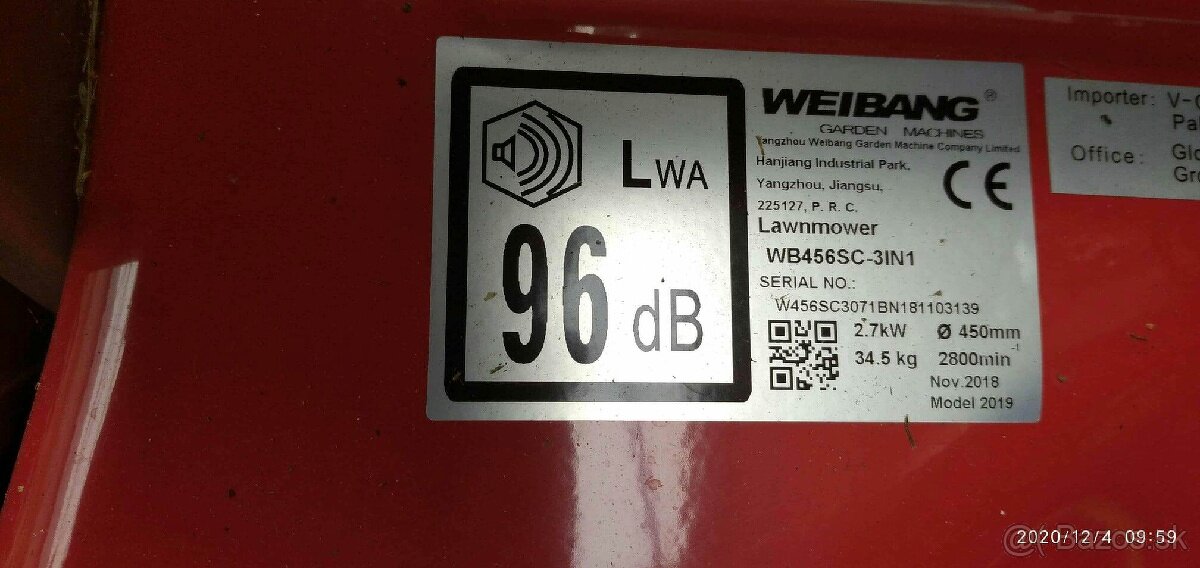 LWA
96 dB
WEIBANG ®
GARDEN MACHINES
Yangzhou Weibang Garden Machine Company Limited
Hanjiang Industrial Park.
Yangzhou, Jiangsu,
225127, P. R. C.
CE
Lawnmower
WB456SC-3IN1
SERIAL NO.:
W456SC3071BN181103139
2.7kW Ø 450mm
34.5 kg 2800min⁻¹
Nov.2018
Model 2019
Importer: V-
Office:
2020/12/4 09:59
@ Bazos.sk